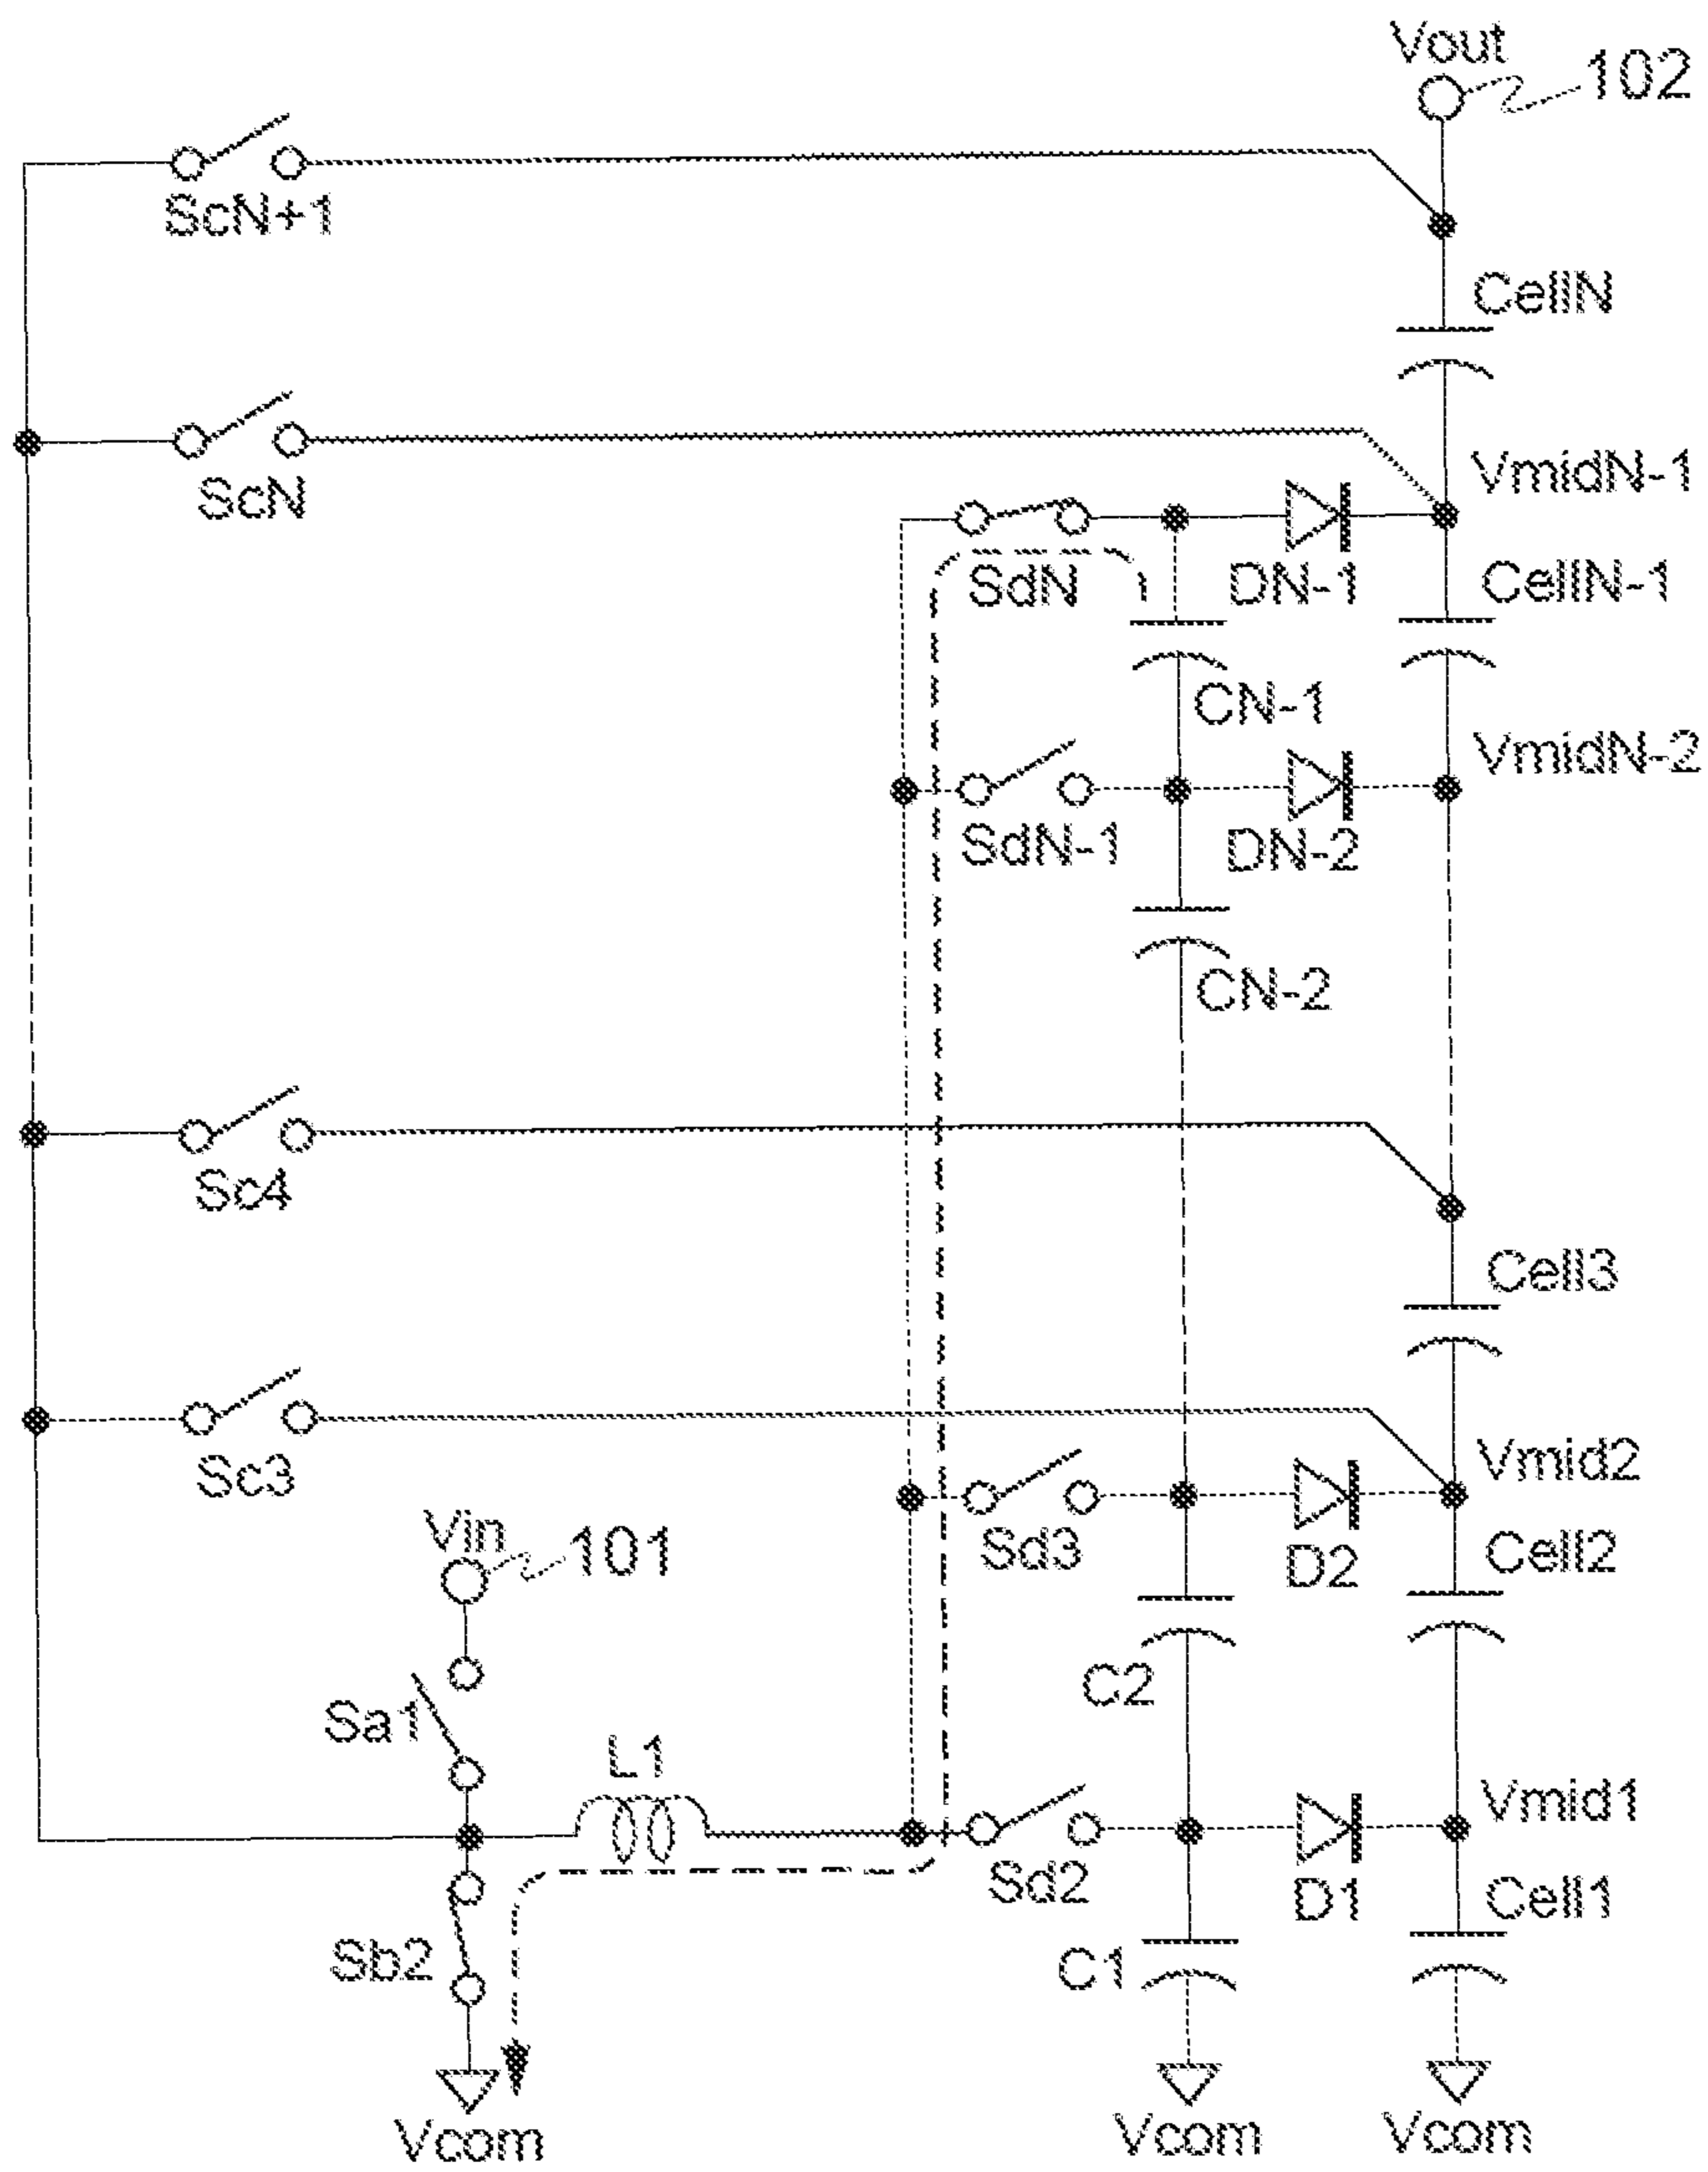 Vout
102
ScN+1
CellN
ScN
VmidN-1
SdN
DN-1
CellN-1
CN-1
VmidN-2
SdN-1
DN-2
CN-2
Sc4
Cell3
Sc3
Vmid2
Vin
101
Sd3
D2
Cell2
C2
Sa1
L1
Vmid1
Sd2
D1
Cell1
Sb2
C1
Vcom
Vcom
Vcom